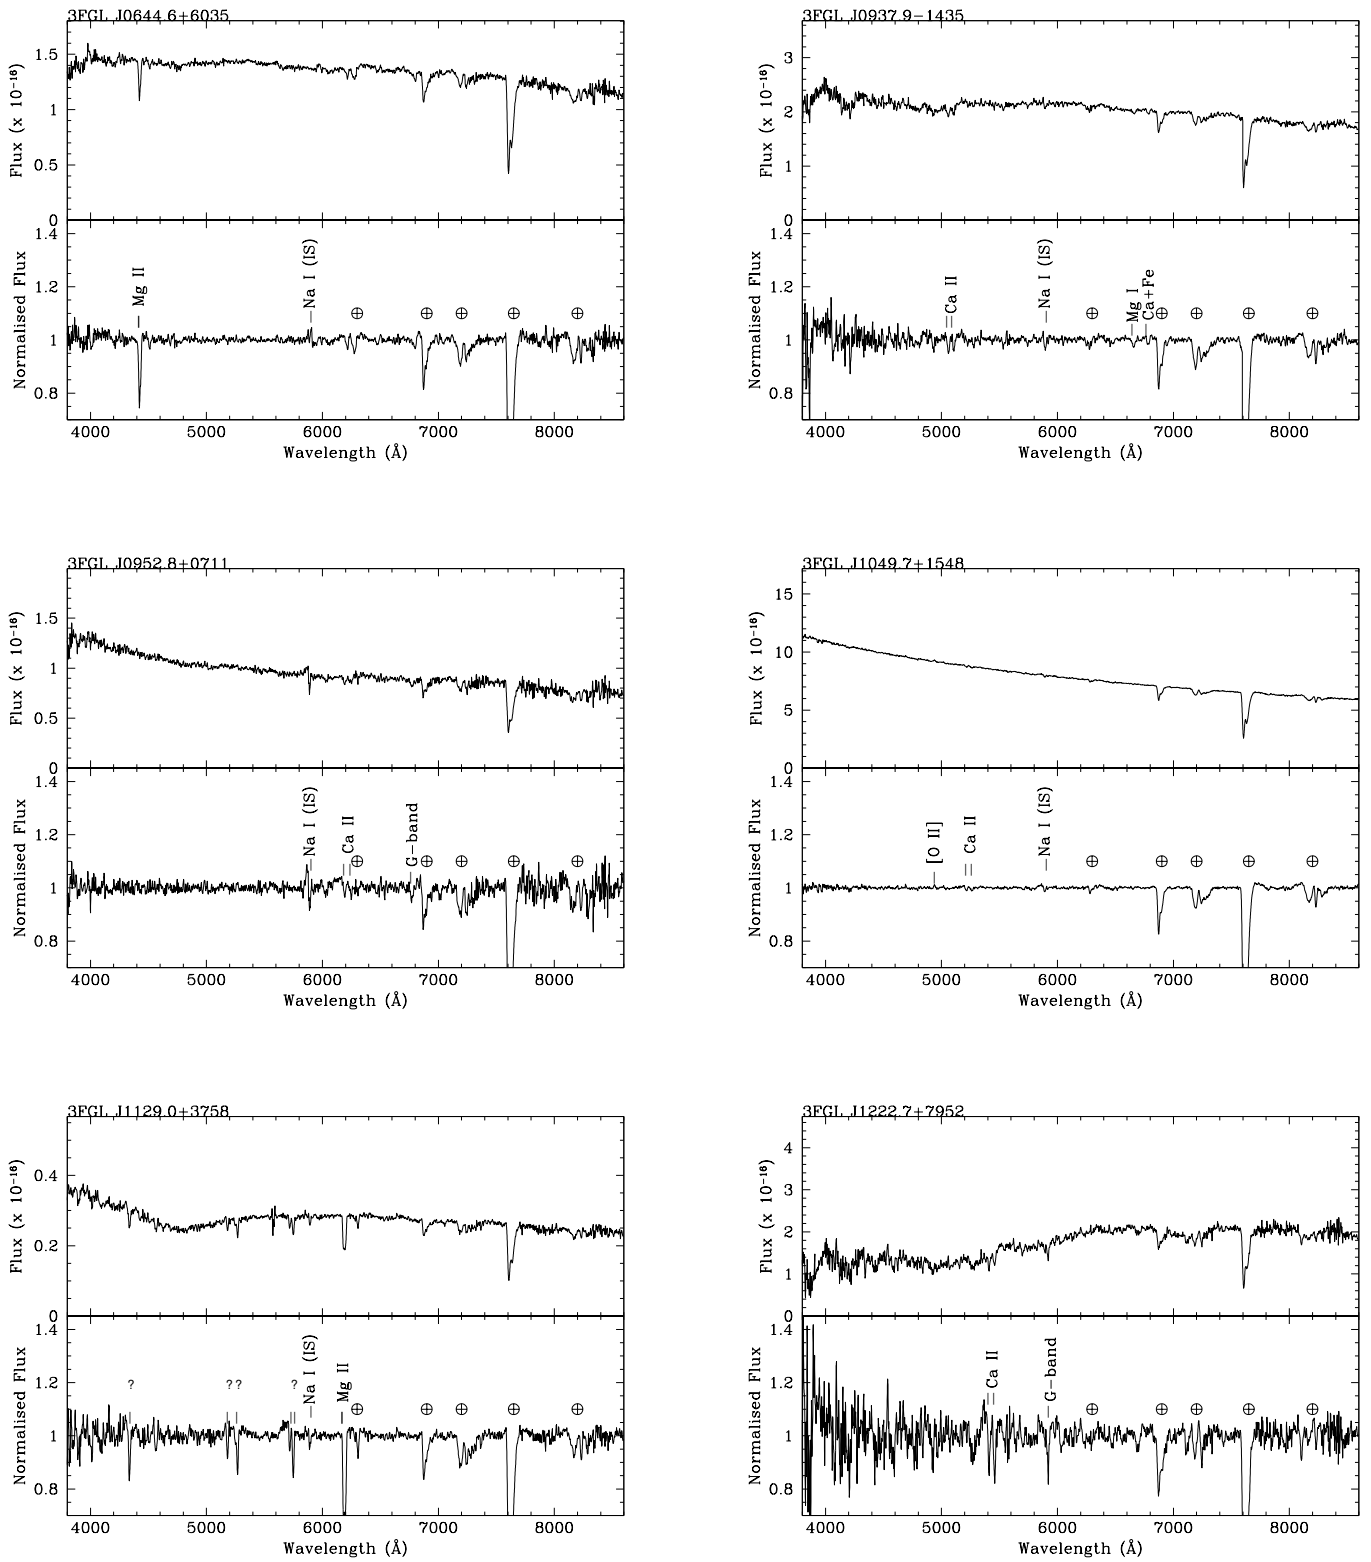 3FGL J0644.6+6035
Flux (x 10⁻¹⁶)
1.5
1
0.5
0
Normalised Flux
1.4
1.2
1
0.8
Mg II
Na I (IS)
⊕ ⊕ ⊕ ⊕ ⊕
4000 5000 6000 7000 8000
Wavelength (Å)
3FGL J0937.9−1435
Flux (x 10⁻¹⁶)
3
2
1
0
Normalised Flux
1.4
1.2
1
0.8
Ca II
Na I (IS)
Mg I
Ca+Fe
⊕ ⊕ ⊕ ⊕ ⊕
4000 5000 6000 7000 8000
Wavelength (Å)
3FGL J0952.8+0711
Flux (x 10⁻¹⁶)
1.5
1
0.5
0
Normalised Flux
1.4
1.2
1
0.8
Na I (IS)
Ca II
G−band
⊕ ⊕ ⊕ ⊕ ⊕
4000 5000 6000 7000 8000
Wavelength (Å)
3FGL J1049.7+1548
Flux (x 10⁻¹⁶)
15
10
5
0
Normalised Flux
1.4
1.2
1
0.8
[O II]
Ca II
Na I (IS)
⊕ ⊕ ⊕ ⊕ ⊕
4000 5000 6000 7000 8000
Wavelength (Å)
3FGL J1129.0+3758
Flux (x 10⁻¹⁶)
0.4
0.2
0
Normalised Flux
1.4
1.2
1
0.8
? ?? ?
Na I (IS)
Mg II
⊕ ⊕ ⊕ ⊕ ⊕
4000 5000 6000 7000 8000
Wavelength (Å)
3FGL J1222.7+7952
Flux (x 10⁻¹⁶)
4
3
2
1
0
Normalised Flux
1.4
1.2
1
0.8
Ca II
G−band
⊕ ⊕ ⊕ ⊕ ⊕
4000 5000 6000 7000 8000
Wavelength (Å)